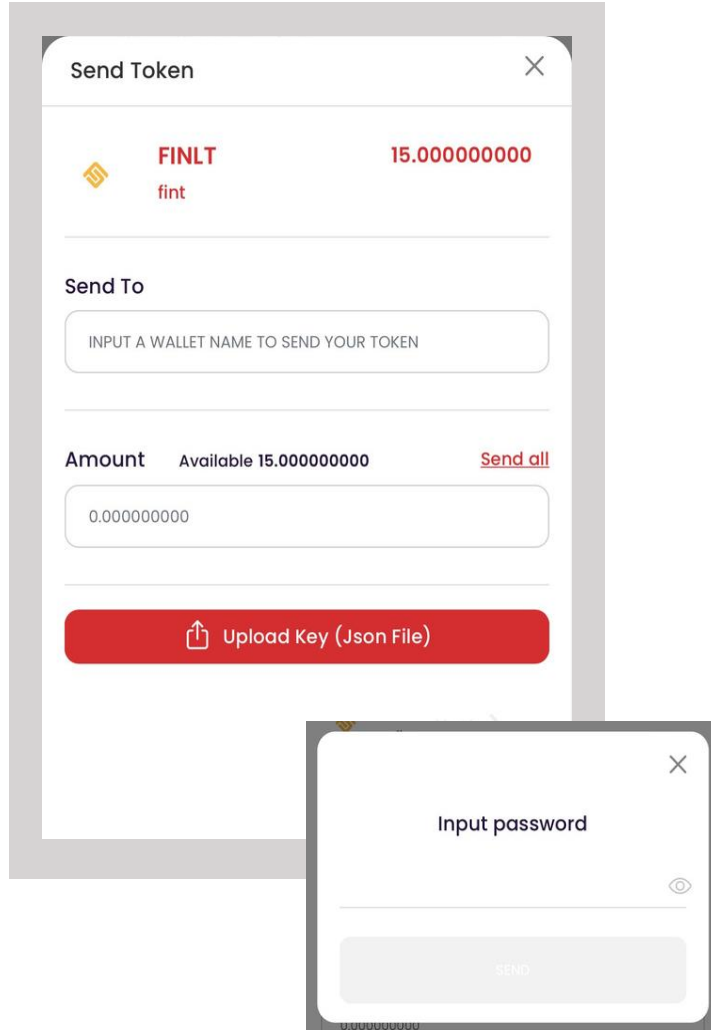 Send Token
FINLT 15.000000000
fint
Send To
INPUT A WALLET NAME TO SEND YOUR TOKEN
Amount Available 15.000000000 Send all
0.000000000
Upload Key (Json File)
Input password
SEND
0.000000000